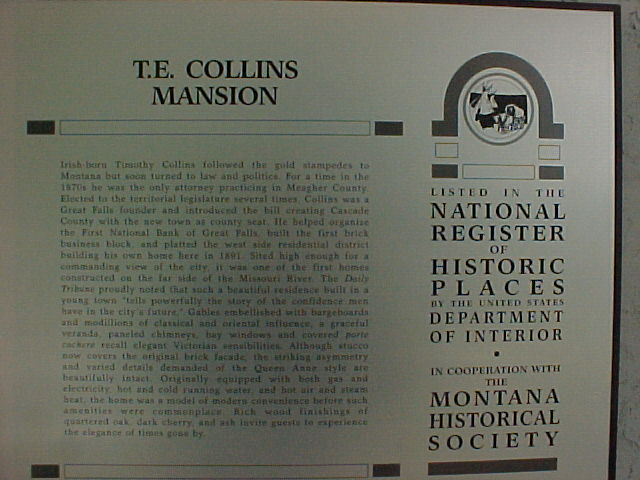 T.E. COLLINS
MANSION
Irish-born Timothy Collins followed the gold stampedes to
Montana but soon turned to law and politics. For a time in the
1870s he was the only attorney practicing in Meagher County.
Elected to the territorial legislature several times, Collins was a
Great Falls founder and introduced the bill creating Cascade
County with the new town as county seat. He helped organize
the First National Bank of Great Falls, built the first brick
business block, and platted the west side residential district
building his own home here in 1891. Sited high enough for a
commanding view of the city, it was one of the first homes
constructed on the far side of the Missouri River. The Daily
Tribune proudly noted that such a beautiful residence built in a
young town "tells powerfully the story of the confidence men
have in the city's future." Gables embellished with bargeboards
and modillions of classical and oriental influence, a graceful
veranda, paneled chimneys, bay windows and covered porte
cochere recall elegant Victorian sensibilities. Although stucco
now covers the original brick facade, the striking asymmetry
and varied details demanded of the Queen Anne style are
beautifully intact. Originally equipped with both gas and
electricity, hot and cold running water, and hot air and steam
heat, the home was a model of modern convenience before such
amenities were commonplace. Rich wood finishings of
quartered oak, dark cherry, and ash invite guests to experience
the elegance of times gone by.
LISTED IN THE
NATIONAL
REGISTER
OF
HISTORIC
PLACES
BY THE UNITED STATES
DEPARTMENT
OF INTERIOR
•
IN COOPERATION WITH
THE
MONTANA
HISTORICAL
SOCIETY